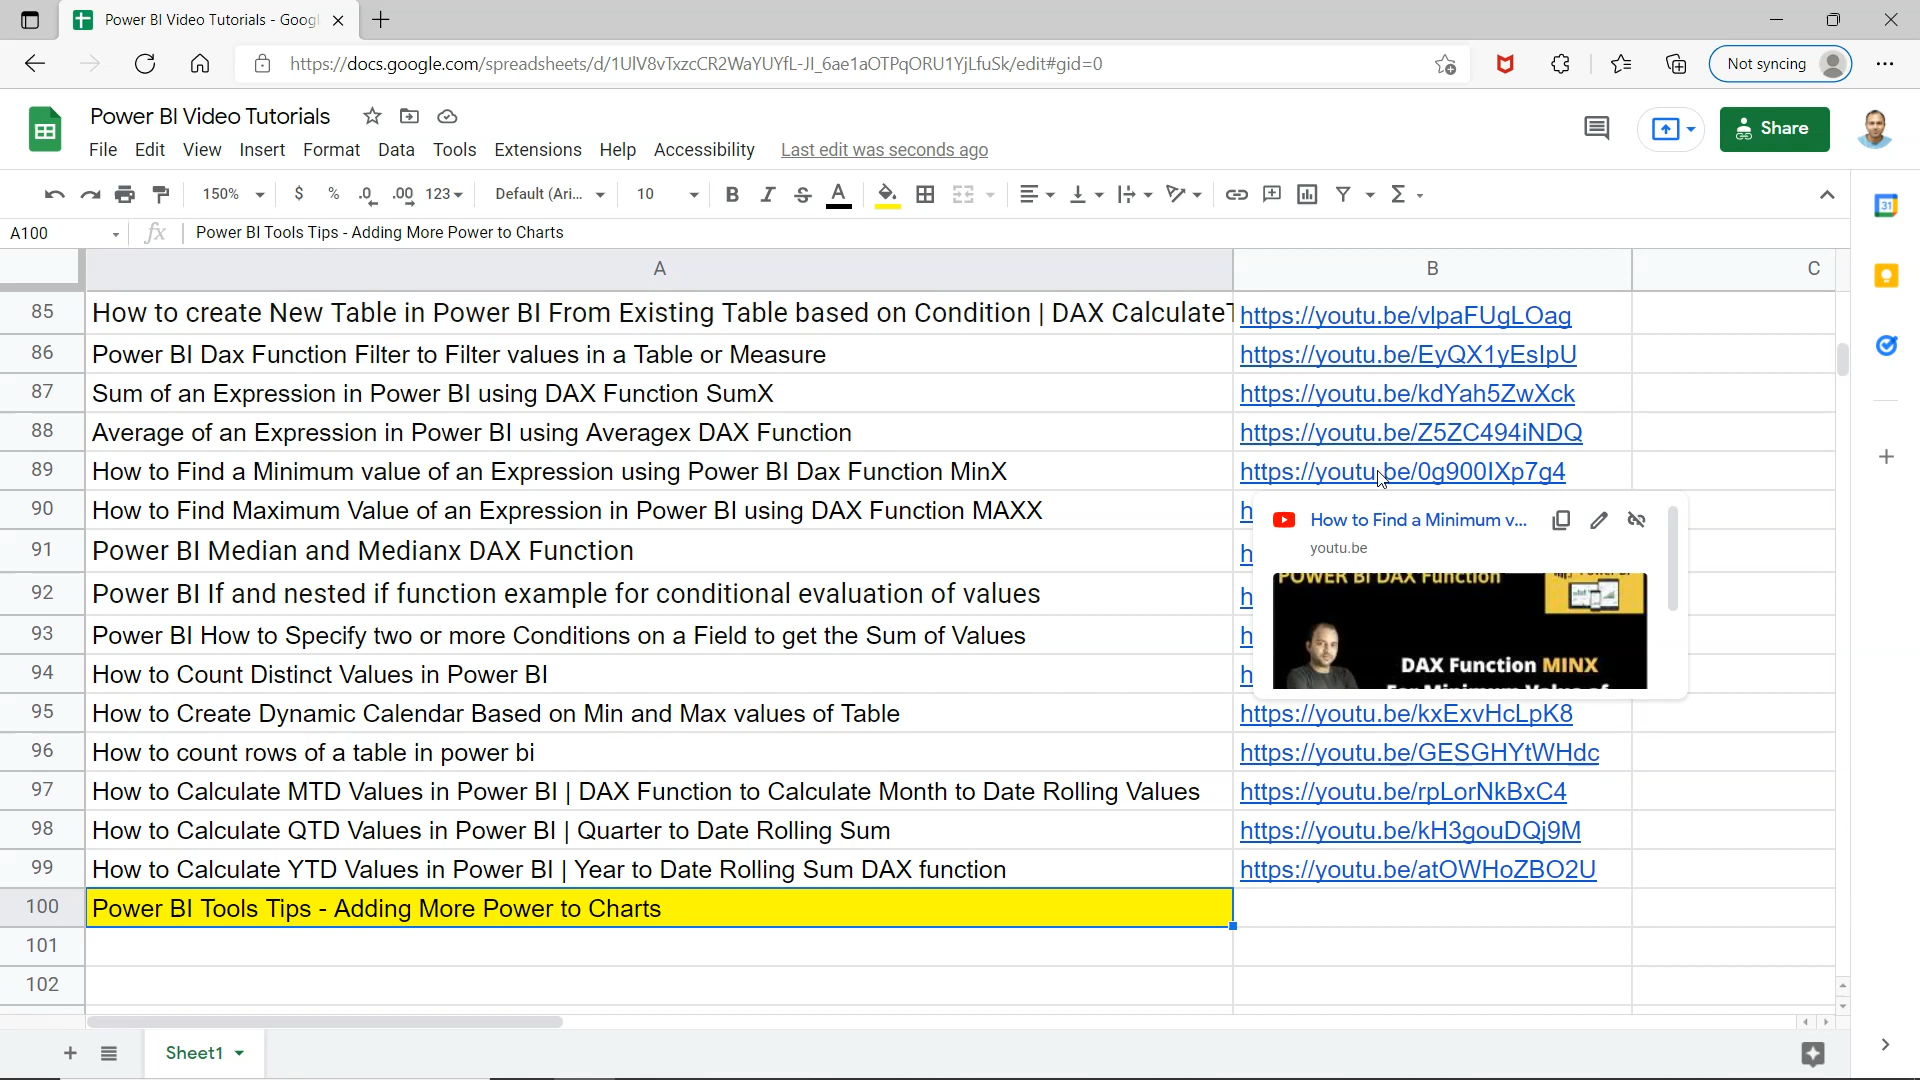 Power BI Video Tutorials - Googl
https://docs.google.com/spreadsheets/d/1UlV8vTxzcCR2WaYUYfL-JI_6ae1aOTPqORU1YjLfuSk/edit#gid=0
Not syncing
Power BI Video Tutorials
Share
File Edit View Insert Format Data Tools Extensions Help Accessibility Last edit was seconds ago
150% $ % .0 .00 123 Default (Ari... 10 B I S A
31
A100 fx Power BI Tools Tips - Adding More Power to Charts
A B C
85 How to create New Table in Power BI From Existing Table based on Condition | DAX CalculateT https://youtu.be/vlpaFUgLOag
86 Power BI Dax Function Filter to Filter values in a Table or Measure https://youtu.be/EyQX1yEslpU
87 Sum of an Expression in Power BI using DAX Function SumX https://youtu.be/kdYah5ZwXck
88 Average of an Expression in Power BI using Averagex DAX Function https://youtu.be/Z5ZC494iNDQ
89 How to Find a Minimum value of an Expression using Power BI Dax Function MinX https://youtu.be/0g900IXp7g4
90 How to Find Maximum Value of an Expression in Power BI using DAX Function MAXX h
How to Find a Minimum v...
youtu.be
91 Power BI Median and Medianx DAX Function h
POWER BI DAX Function
92 Power BI If and nested if function example for conditional evaluation of values h
93 Power BI How to Specify two or more Conditions on a Field to get the Sum of Values h
94 How to Count Distinct Values in Power BI h
DAX Function MINX
For Minimum Value of
95 How to Create Dynamic Calendar Based on Min and Max values of Table https://youtu.be/kxExvHcLpK8
96 How to count rows of a table in power bi https://youtu.be/GESGHYtWHdc
97 How to Calculate MTD Values in Power BI | DAX Function to Calculate Month to Date Rolling Values https://youtu.be/rpLorNkBxC4
98 How to Calculate QTD Values in Power BI | Quarter to Date Rolling Sum https://youtu.be/kH3gouDQj9M
99 How to Calculate YTD Values in Power BI | Year to Date Rolling Sum DAX function https://youtu.be/atOWHoZBO2U
100 Power BI Tools Tips - Adding More Power to Charts
101
102
Sheet1